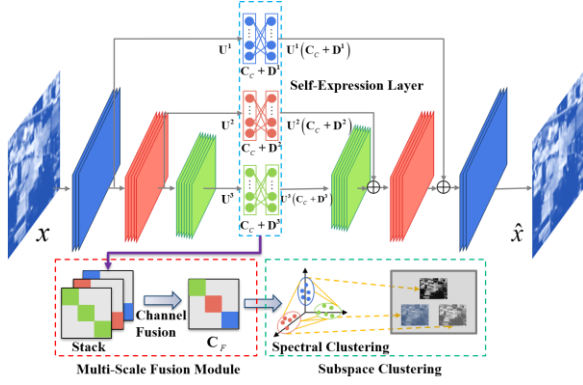 U¹
C_C + D¹
U¹(C_C + D¹)
Self-Expression Layer
U²
C_C + D²
U²(C_C + D²)
U³
C_C + D³
U³(C_C + D³)
x
x̂
Stack
Channel
Fusion
C_F
Spectral Clustering
Multi-Scale Fusion Module
Subspace Clustering